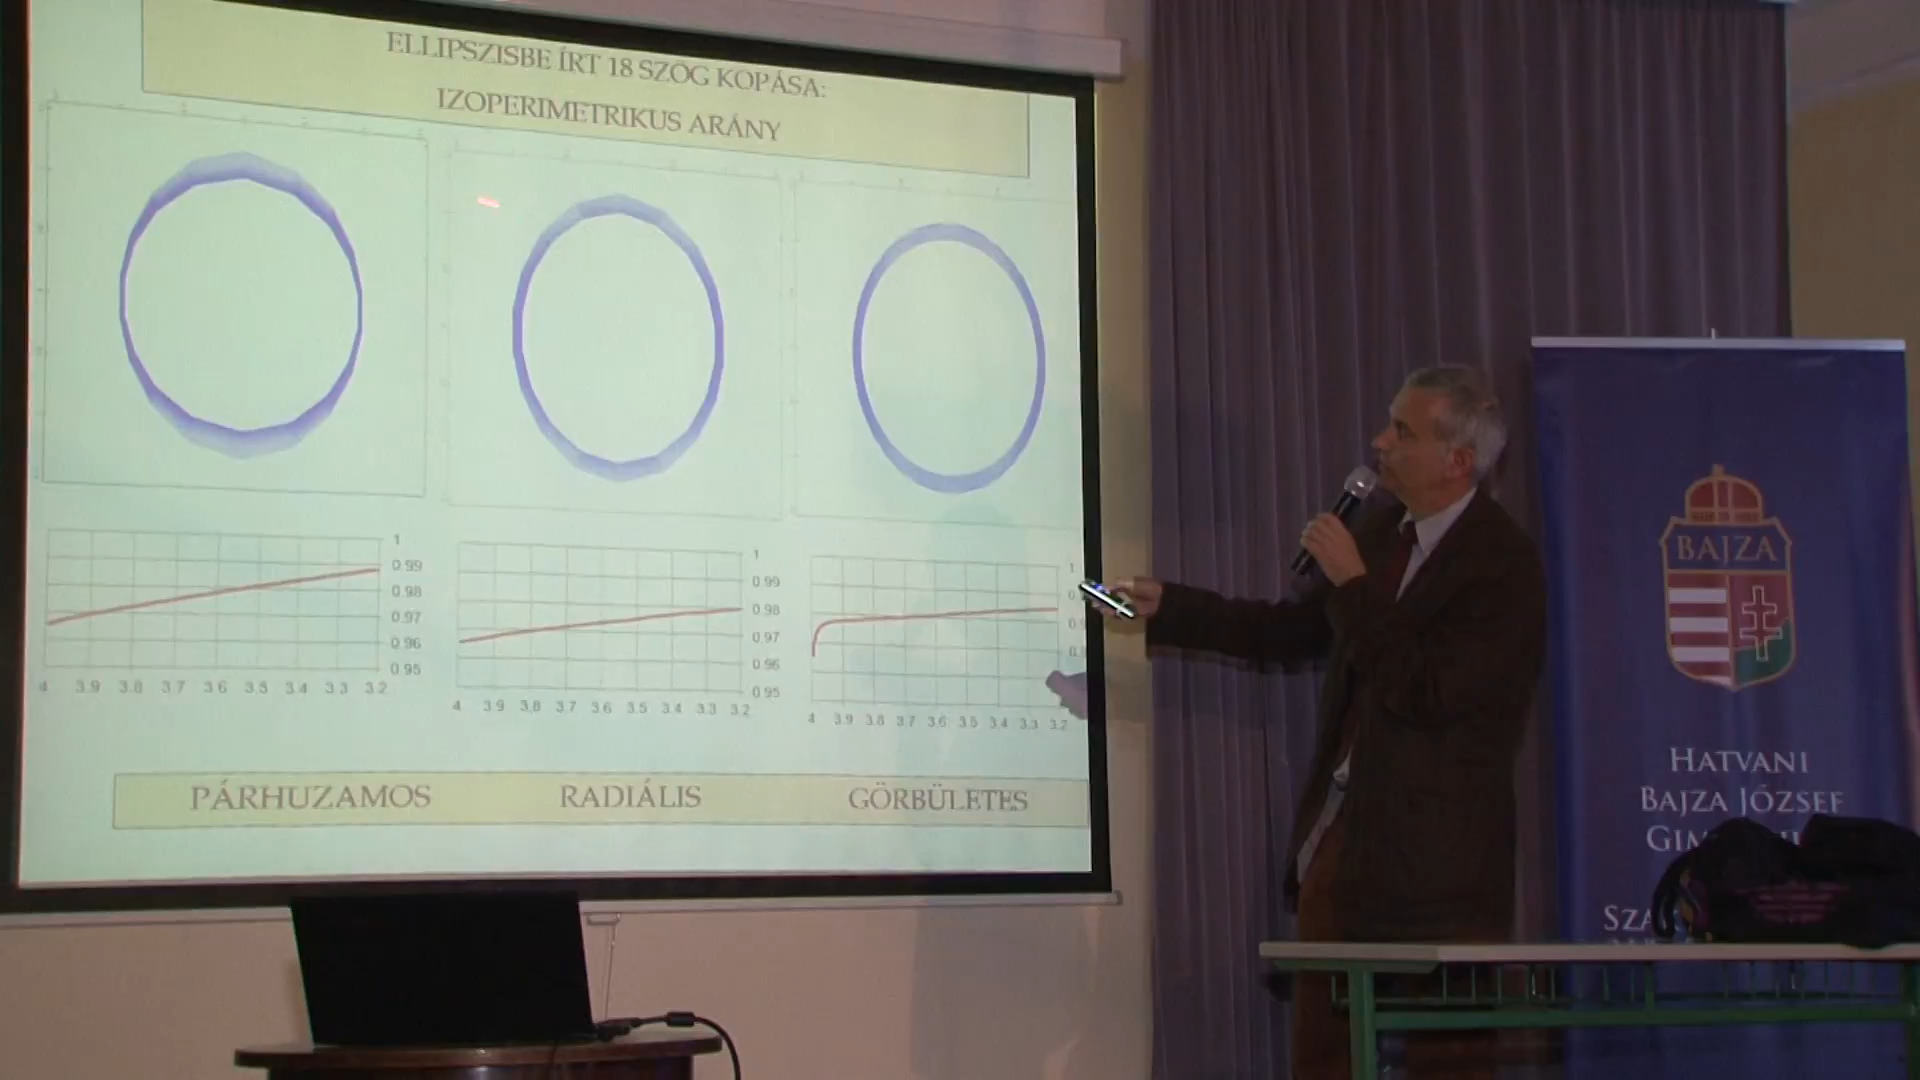 ELLIPSZISBE ÍRT 18 SZÖG KOPÁSA:
IZOPERIMETRIKUS ARÁNY
1
0.99
0.98
0.97
0.96
0.95
4 3.9 3.8 3.7 3.6 3.5 3.4 3.3 3.2
1
0.99
0.98
0.97
0.96
0.95
4 3.9 3.8 3.7 3.6 3.5 3.4 3.3 3.2
1
4 3.9 3.8 3.7 3.6 3.5 3.4 3.3 3.2
PÁRHUZAMOS RADIÁLIS GÖRBÜLETES
BAJZA
HATVANI
BAJZA JÓZSEF